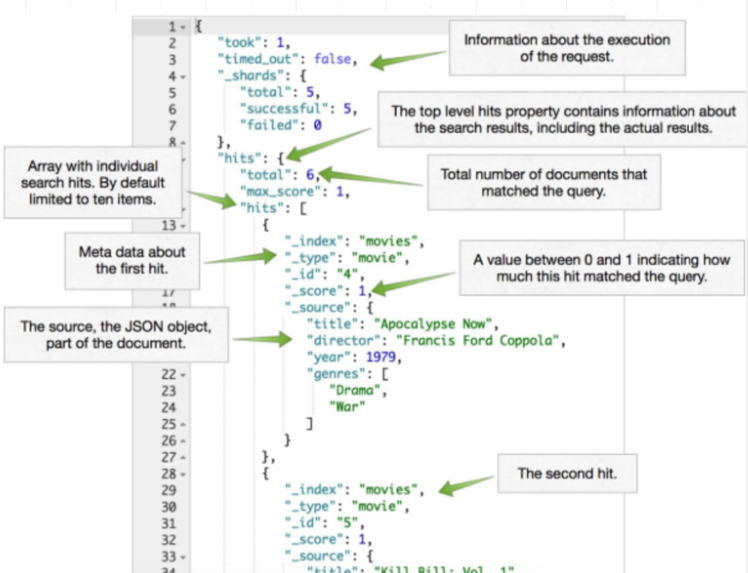 1 {
2 "took": 1,
3 "timed_out": false,
Information about the execution
of the request.
4 "_shards": {
5 "total": 5,
6 "successful": 5,
7 "failed": 0
8 },
The top level hits property contains information about
the search results, including the actual results.
"hits": {
"total": 6,
Total number of documents that
matched the query.
"max_score": 1,
"hits": [
Array with individual
search hits. By default
limited to ten items.
13 {
"_index": "movies",
"_type": "movie",
Meta data about
the first hit.
"_id": "4",
17 "_score": 1,
A value between 0 and 1 indicating how
much this hit matched the query.
"_source": {
"title": "Apocalypse Now",
"director": "Francis Ford Coppola",
The source, the JSON object,
part of the document.
"year": 1979,
22 "genres": [
23 "Drama",
24 "War"
25 ]
26 }
27 },
28 {
29 "_index": "movies",
The second hit.
30 "_type": "movie",
31 "_id": "5",
32 "_score": 1,
33 "_source": {
34 "title": "Kill Bill: Vol. 1"